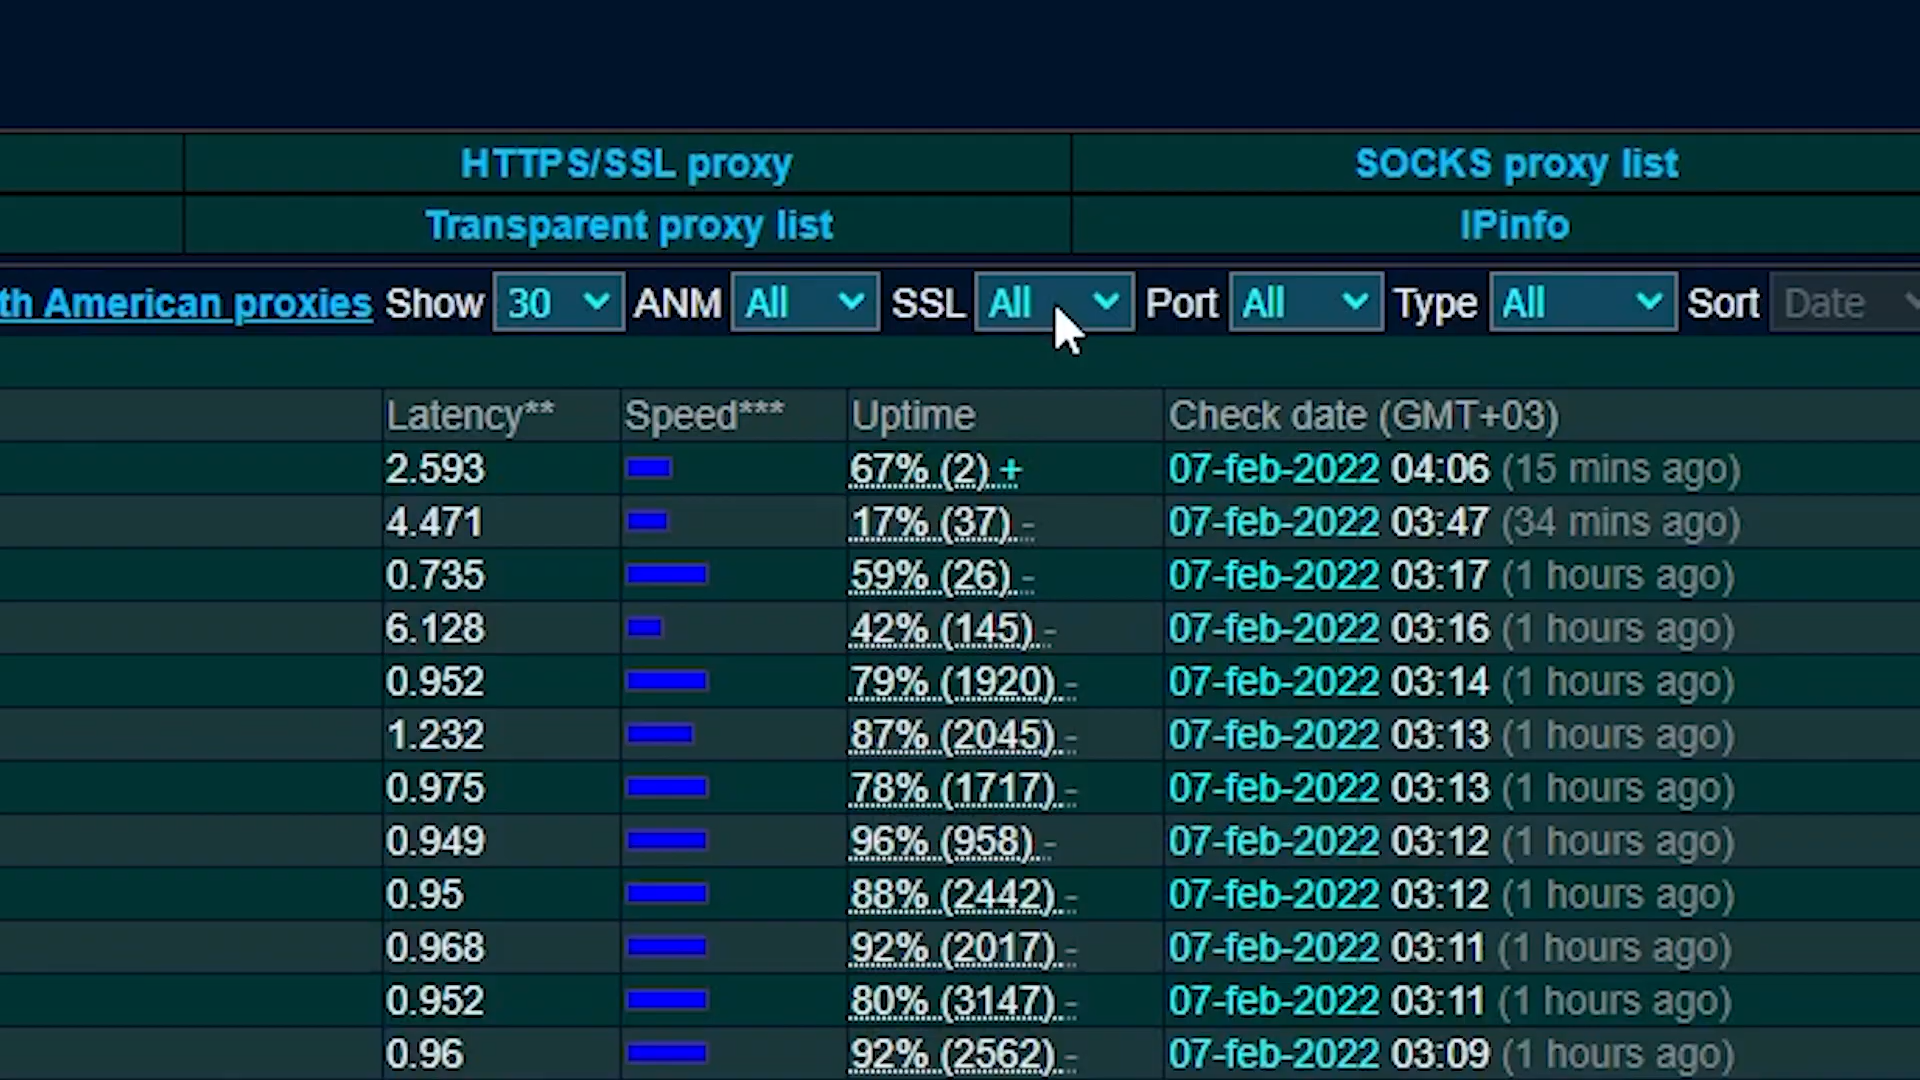 HTTPS/SSL proxy SOCKS proxy list
Transparent proxy list IPinfo
th American proxies Show 30 ANM All SSL All Port All Type All Sort Date
Latency** Speed*** Uptime Check date (GMT+03)
2.593 67% (2) + 07-feb-2022 04:06 (15 mins ago)
4.471 17% (37) - 07-feb-2022 03:47 (34 mins ago)
0.735 59% (26) - 07-feb-2022 03:17 (1 hours ago)
6.128 42% (145) - 07-feb-2022 03:16 (1 hours ago)
0.952 79% (1920) - 07-feb-2022 03:14 (1 hours ago)
1.232 87% (2045) - 07-feb-2022 03:13 (1 hours ago)
0.975 78% (1717) - 07-feb-2022 03:13 (1 hours ago)
0.949 96% (958) - 07-feb-2022 03:12 (1 hours ago)
0.95 88% (2442) - 07-feb-2022 03:12 (1 hours ago)
0.968 92% (2017) - 07-feb-2022 03:11 (1 hours ago)
0.952 80% (3147) - 07-feb-2022 03:11 (1 hours ago)
0.96 92% (2562) - 07-feb-2022 03:09 (1 hours ago)